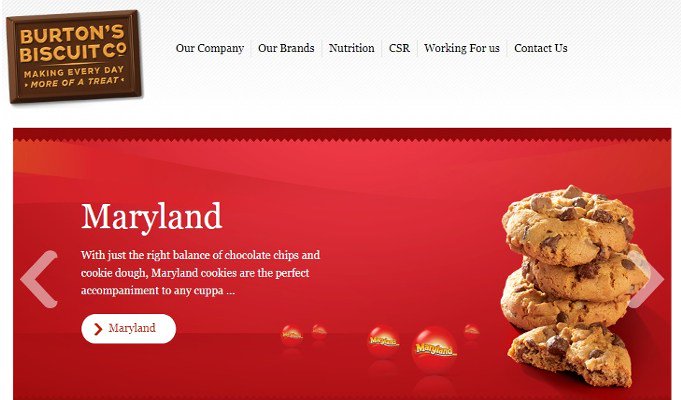 BURTON'S
BISCUIT Co
MAKING EVERY DAY
MORE OF A TREAT
Our Company
Our Brands
Nutrition
CSR
Working For us
Contact Us
Maryland
With just the right balance of chocolate chips and
cookie dough, Maryland cookies are the perfect
accompaniment to any cuppa ...
Maryland
Maryland
Maryland